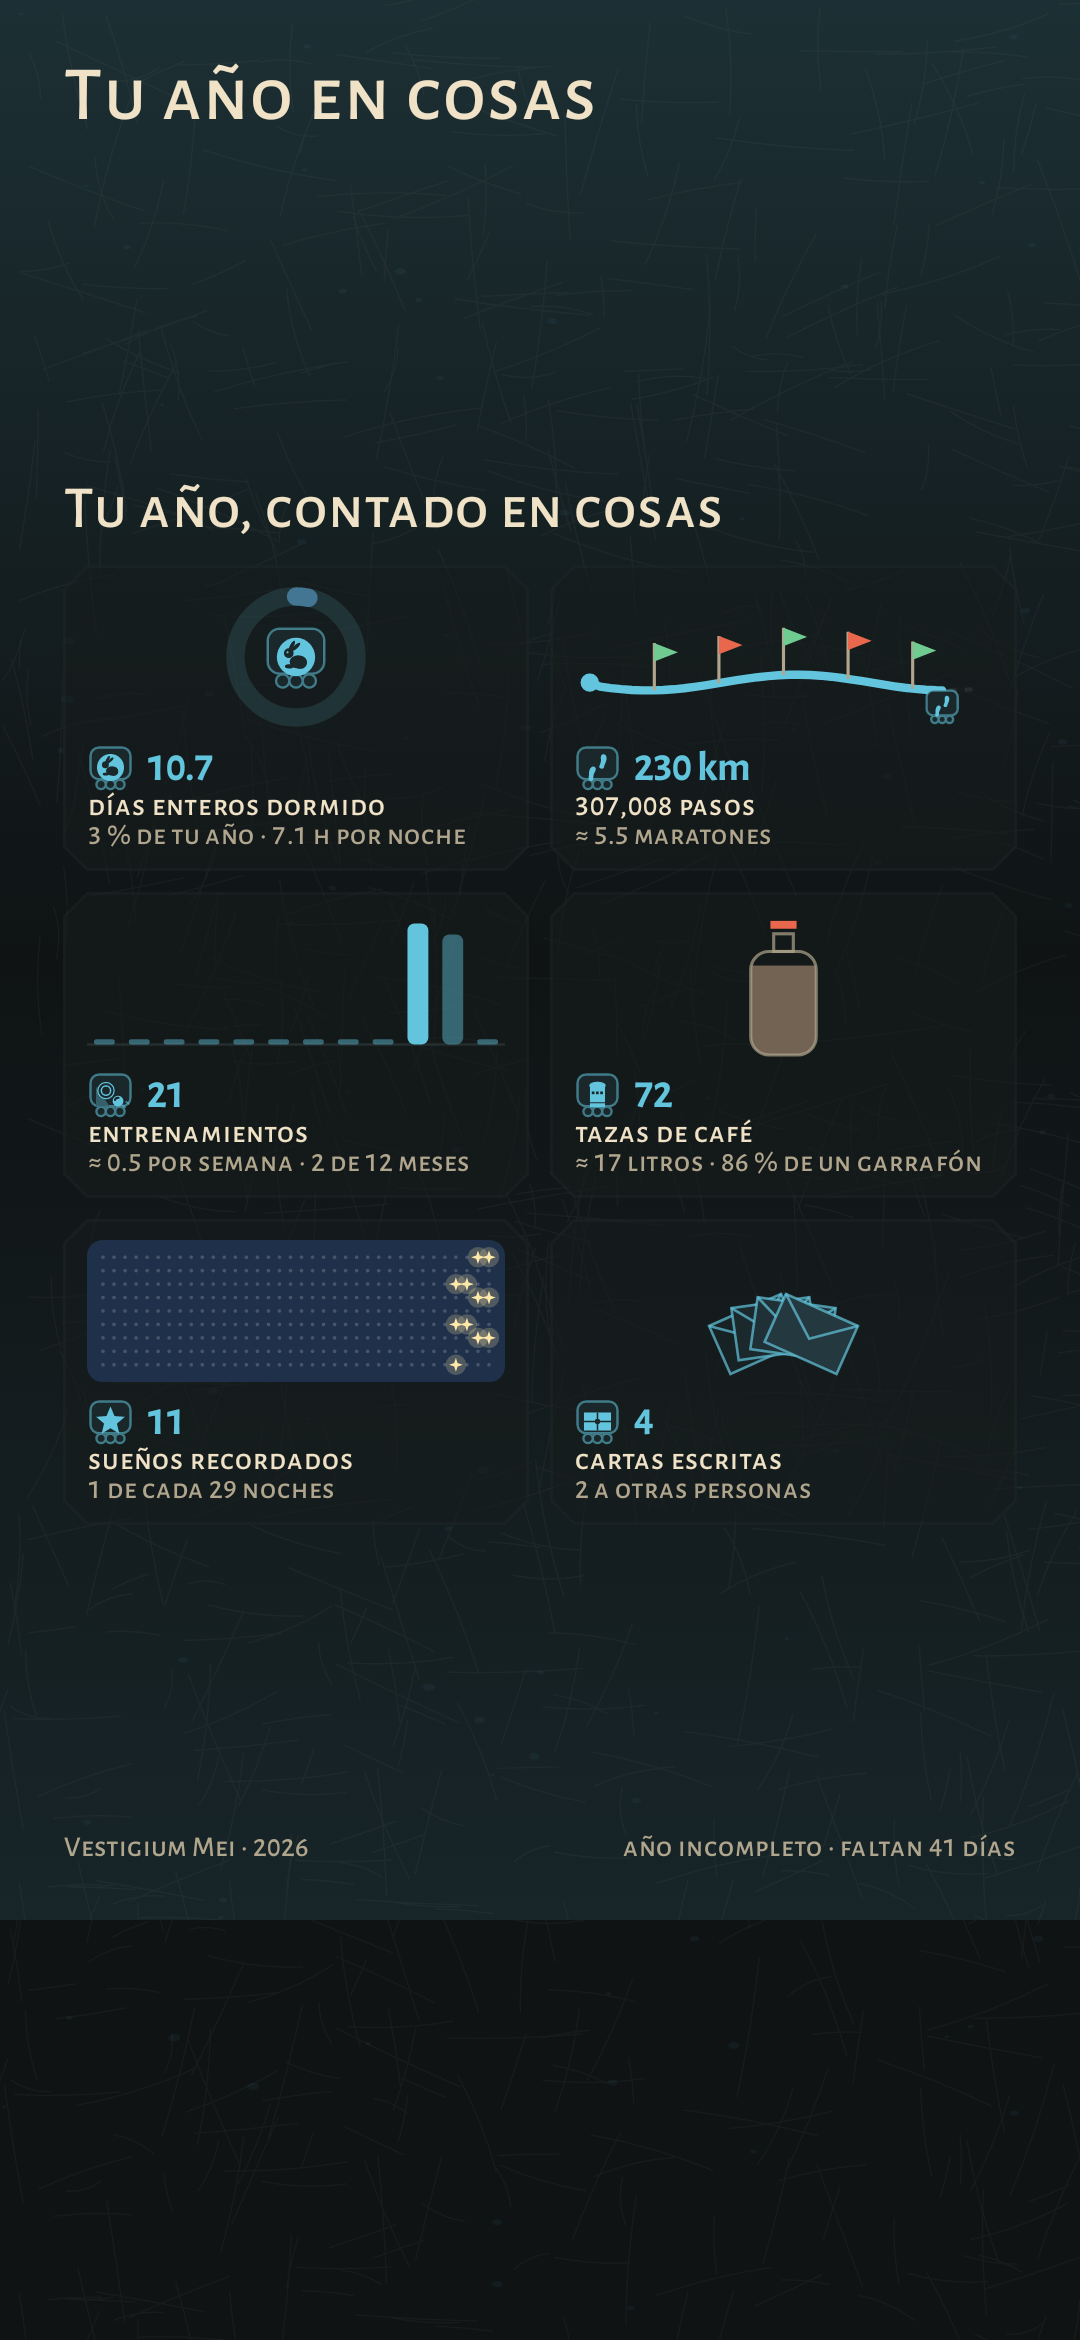 Tu año en cosas
Tu año, contado en cosas
10.7
días enteros dormido
3 % de tu año · 7.1 h por noche
230 km
307,008 pasos
≈ 5.5 maratones
21
entrenamientos
≈ 0.5 por semana · 2 de 12 meses
72
tazas de café
≈ 17 litros · 86 % de un garrafón
11
sueños recordados
1 de cada 29 noches
4
cartas escritas
2 a otras personas
Vestigium Mei · 2026
año incompleto · faltan 41 días